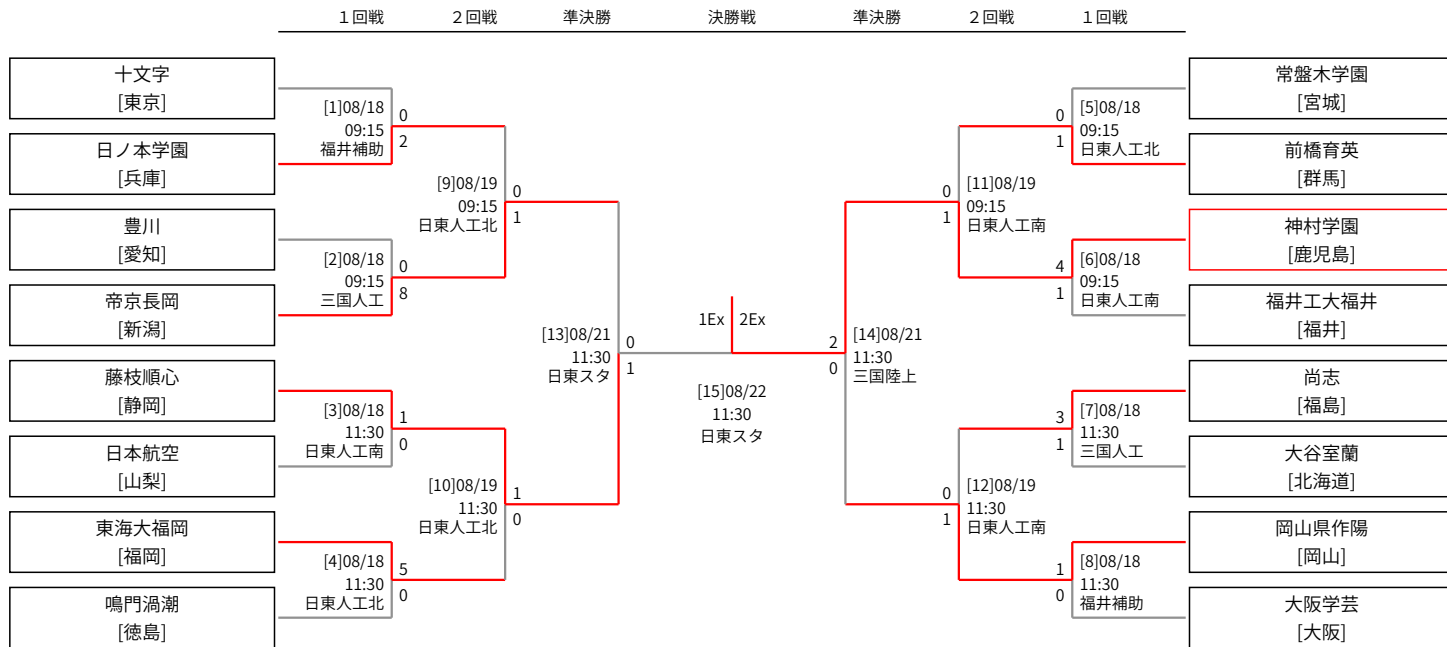 １回戦
２回戦
準決勝
決勝戦
準決勝
２回戦
１回戦
十文字
[東京]
日ノ本学園
[兵庫]
豊川
[愛知]
帝京長岡
[新潟]
藤枝順心
[静岡]
日本航空
[山梨]
東海大福岡
[福岡]
鳴門渦潮
[徳島]
[1]08/18
09:15
福井補助
0
2
[2]08/18
09:15
三国人工
0
8
[3]08/18
11:30
日東人工南
1
0
[4]08/18
11:30
日東人工北
5
0
[9]08/19
09:15
日東人工北
0
1
[10]08/19
11:30
日東人工北
1
0
[13]08/21
11:30
日東スタ
0
1
1Ex
2Ex
[15]08/22
11:30
日東スタ
2
0
[14]08/21
11:30
三国陸上
0
1
[11]08/19
09:15
日東人工南
0
1
[12]08/19
11:30
日東人工南
0
1
[5]08/18
09:15
日東人工北
4
1
[6]08/18
09:15
日東人工南
3
1
[7]08/18
11:30
三国人工
1
0
[8]08/18
11:30
福井補助
常盤木学園
[宮城]
前橋育英
[群馬]
神村学園
[鹿児島]
福井工大福井
[福井]
尚志
[福島]
大谷室蘭
[北海道]
岡山県作陽
[岡山]
大阪学芸
[大阪]